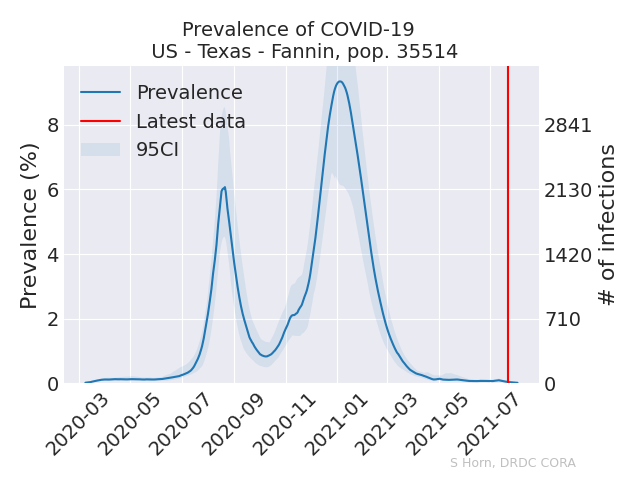 Prevalence of COVID-19
US - Texas - Fannin, pop. 35514
Prevalence
Latest data
95CI
Prevalence (%)
8
6
4
2
0
2841
2130
1420
710
0
# of infections
2020-03
2020-05
2020-07
2020-09
2020-11
2021-01
2021-03
2021-05
2021-07
S Horn, DRDC CORA